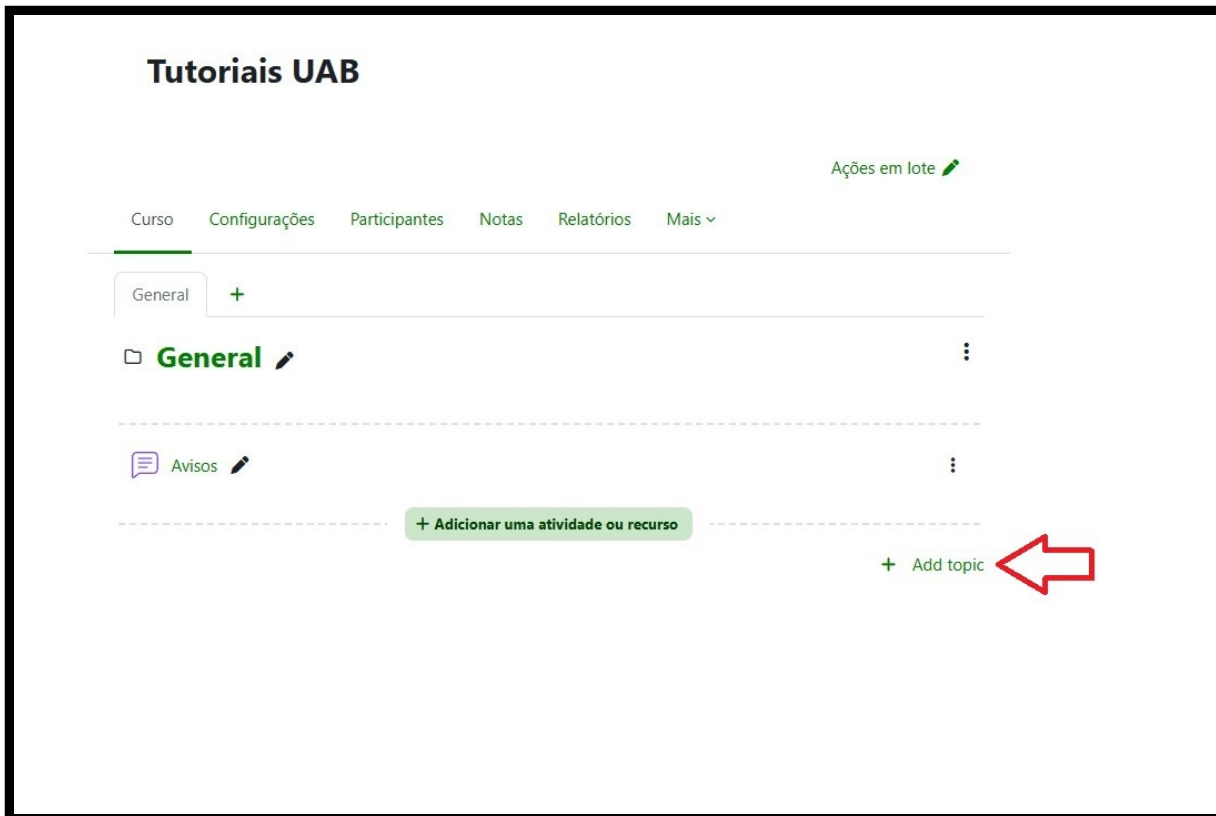 Tutoriais UAB
Ações em lote
Curso Configurações Participantes Notas Relatórios Mais
General +
General
Avisos
+ Adicionar uma atividade ou recurso
+ Add topic